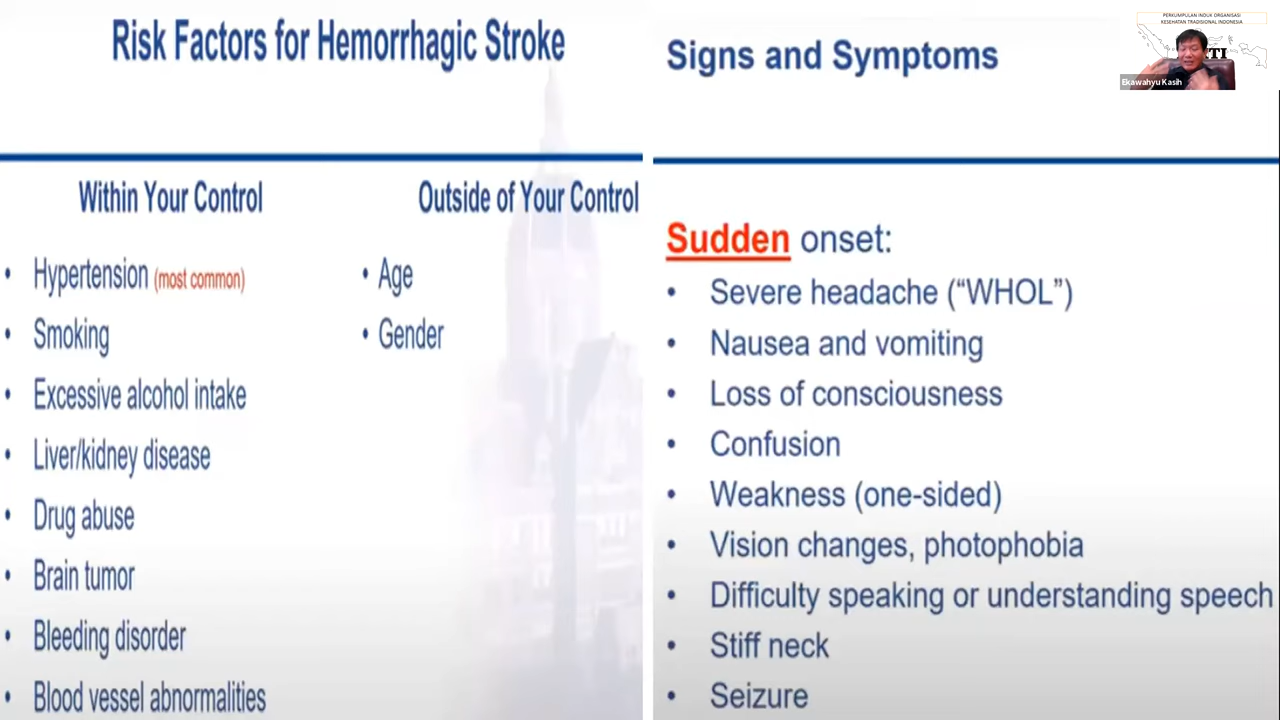 Risk Factors for Hemorrhagic Stroke
Within Your Control
Outside of Your Control
• Hypertension (most common)
• Smoking
• Excessive alcohol intake
• Liver/kidney disease
• Drug abuse
• Brain tumor
• Bleeding disorder
• Blood vessel abnormalities
• Age
• Gender
Signs and Symptoms
Sudden onset:
• Severe headache (“WHOL”)
• Nausea and vomiting
• Loss of consciousness
• Confusion
• Weakness (one-sided)
• Vision changes, photophobia
• Difficulty speaking or understanding speech
• Stiff neck
• Seizure
PERKUMPULAN INDUK ORGANISASI
KESEHATAN TRADISIONAL INDONESIA
TI
Ekawahyu Kasih